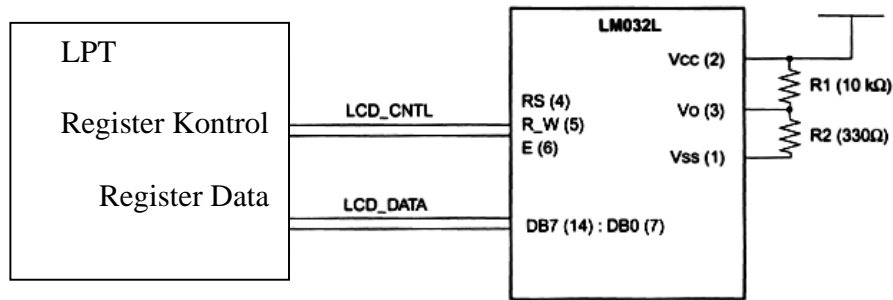 LPT
Register Kontrol
Register Data
LCD_CNTL
LCD_DATA
LM032L
RS (4)
R_W (5)
E (6)
DB7 (14) : DB0 (7)
Vcc (2)
Vo (3)
Vss (1)
R1 (10 kΩ)
R2 (330Ω)